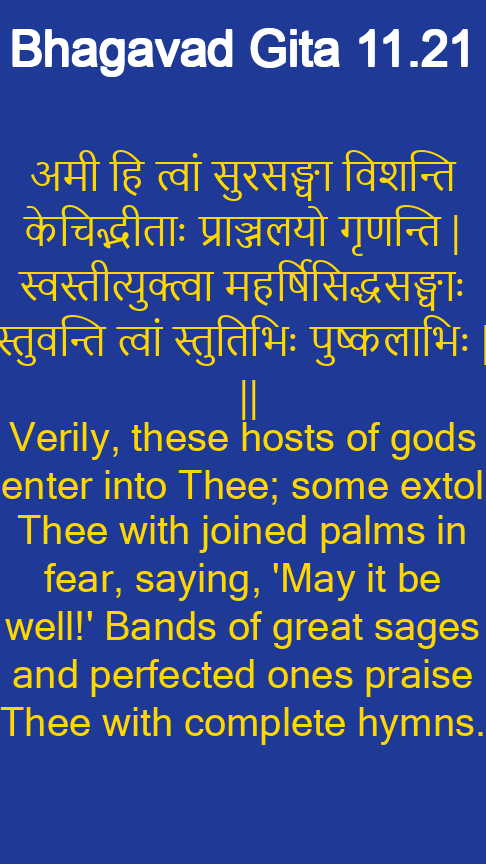 Bhagavad Gita 11.21
अमी हि त्वां सुरसङ्घा विशन्ति
केचिद्भीताः प्राञ्जलयो गृणन्ति |
स्वस्तीत्युक्त्वा महर्षिसिद्धसङ्घाः
स्तुवन्ति त्वां स्तुतिभिः पुष्कलाभिः |
||
Verily, these hosts of gods
enter into Thee; some extol
Thee with joined palms in
fear, saying, 'May it be
well!' Bands of great sages
and perfected ones praise
Thee with complete hymns.